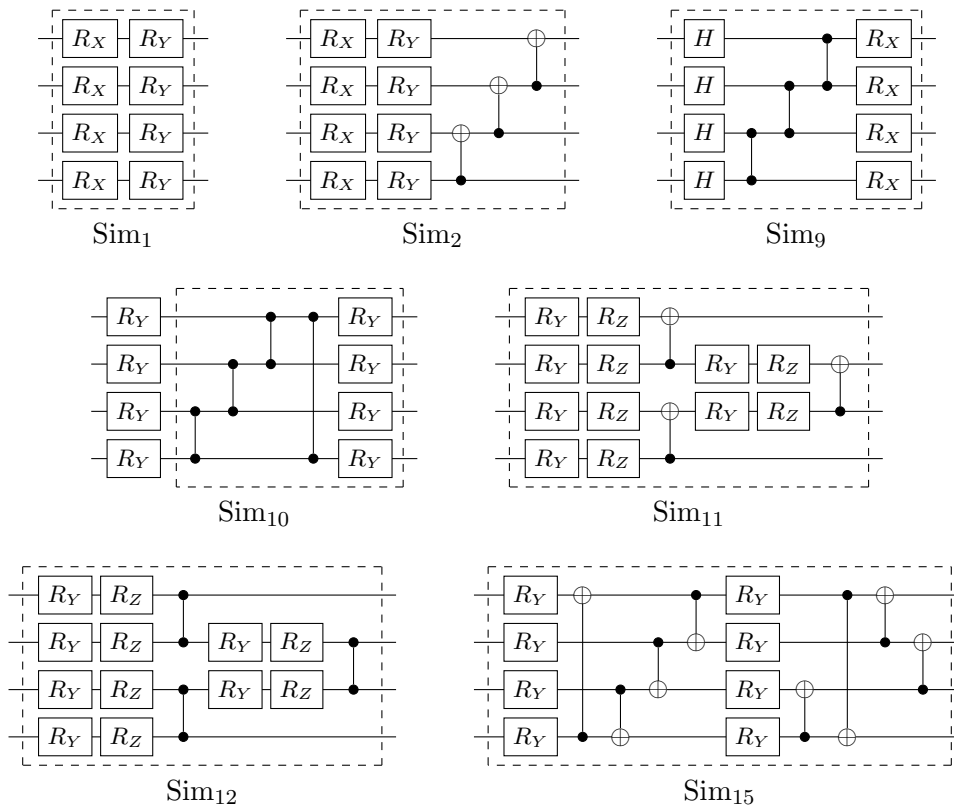 R_X R_Y R_X R_Y H R_X
R_X R_Y R_X R_Y H R_X
R_X R_Y R_X R_Y H R_X
R_X R_Y R_X R_Y H R_X
Sim_1 Sim_2 Sim_9
R_Y R_Y R_Y R_Z
R_Y R_Y R_Y R_Z R_Y R_Z
R_Y R_Y R_Y R_Z R_Y R_Z
R_Y R_Y R_Y R_Z
Sim_10 Sim_11
R_Y R_Z R_Y R_Y
R_Y R_Z R_Y R_Z R_Y R_Y
R_Y R_Z R_Y R_Z R_Y R_Y
R_Y R_Z R_Y R_Y
Sim_12 Sim_15